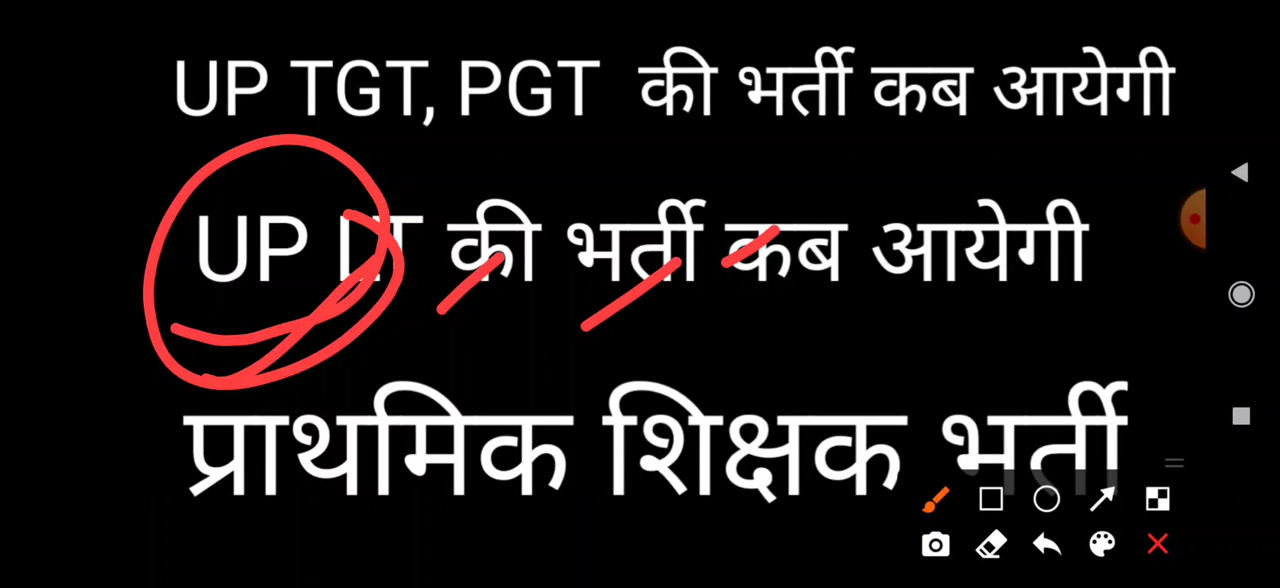 UP TGT, PGT की भर्ती कब आयेगी
UP LT की भर्ती कब आयेगी
प्राथमिक शिक्षक भर्ती